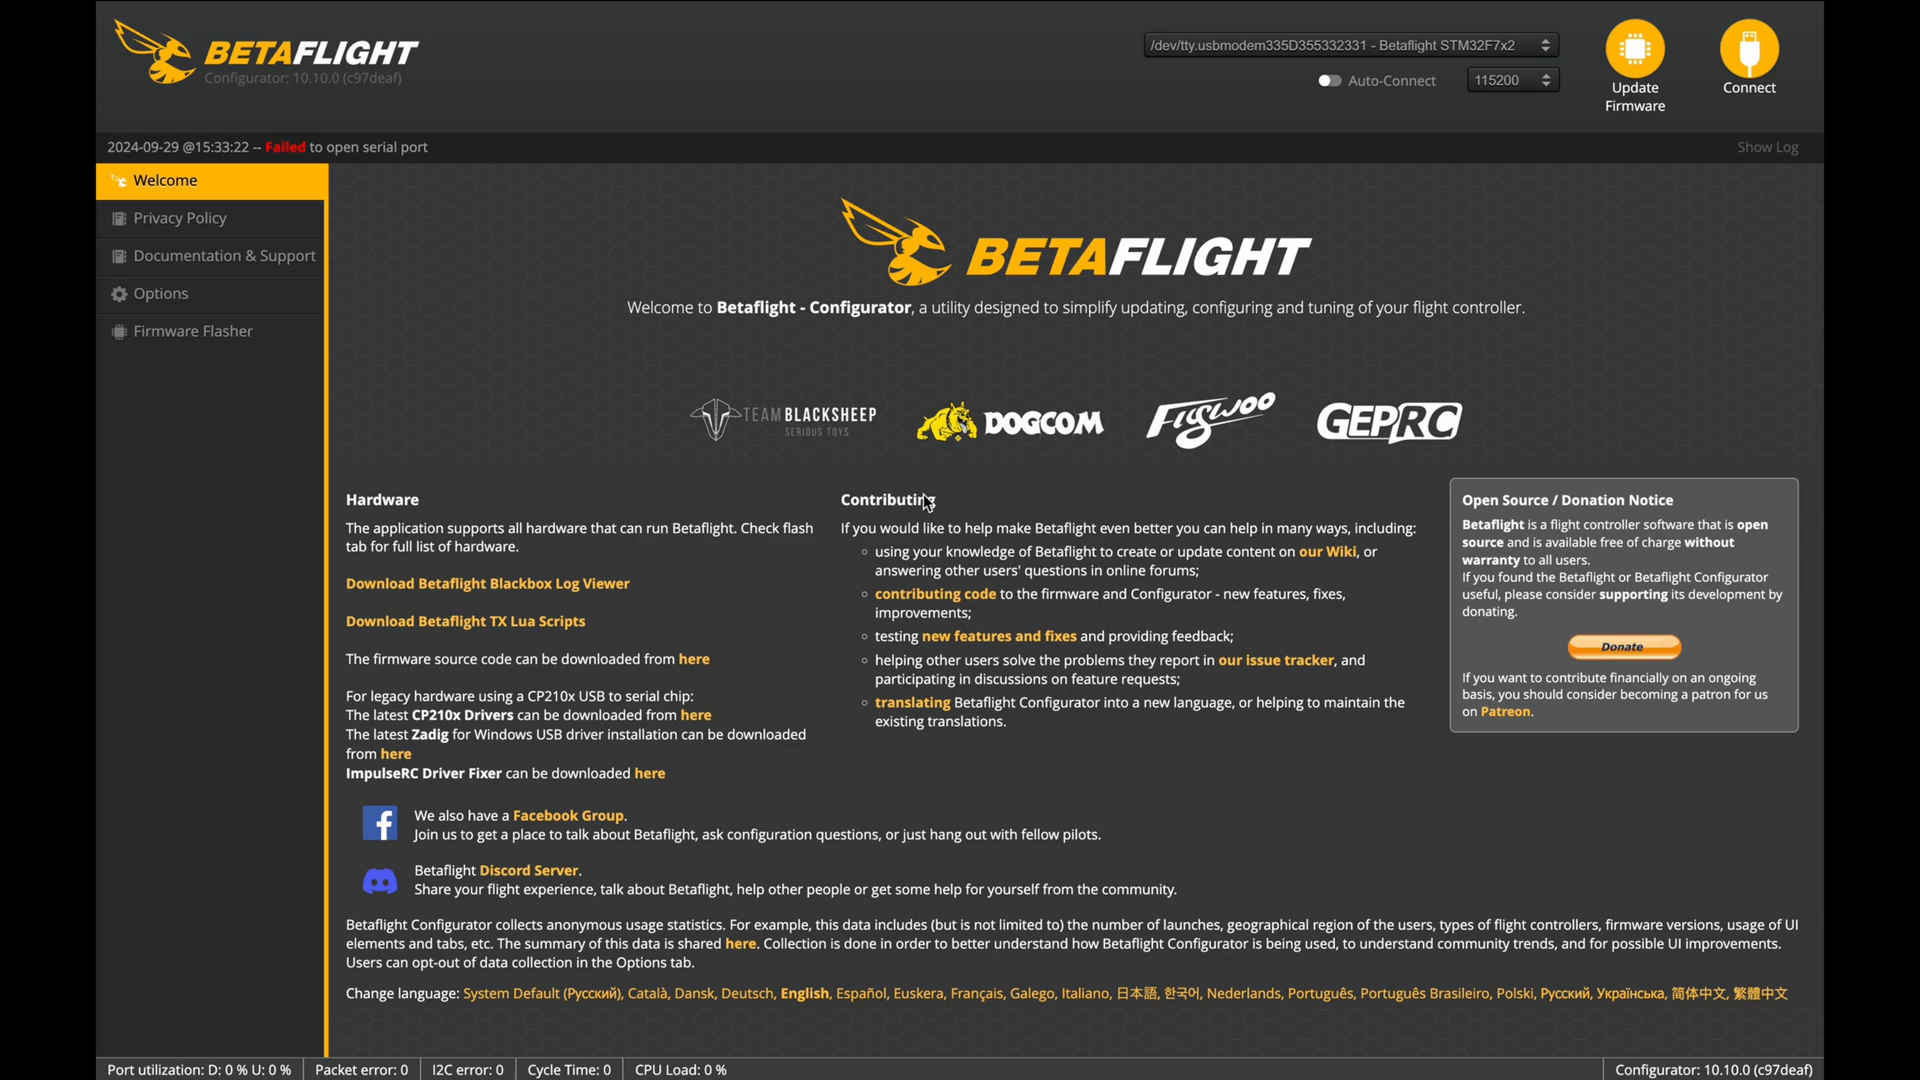 BETAFLIGHT
Configurator: 10.10.0 (c97deaf)
/dev/tty.usbmodem335D355332331 - Betaflight STM32F7x2
Auto-Connect
115200
Update
Firmware
Connect
2024-09-29 @15:33:22 -- Failed to open serial port
Show Log
Welcome
Privacy Policy
Documentation & Support
Options
Firmware Flasher
BETAFLIGHT
Welcome to Betaflight - Configurator, a utility designed to simplify updating, configuring and tuning of your flight controller.
TEAM BLACKSHEEP
SERIOUS TOYS
DOGCOM
Figwoo
GEPRC
Hardware
The application supports all hardware that can run Betaflight. Check flash
tab for full list of hardware.
Download Betaflight Blackbox Log Viewer
Download Betaflight TX Lua Scripts
The firmware source code can be downloaded from here
For legacy hardware using a CP210x USB to serial chip:
The latest CP210x Drivers can be downloaded from here
The latest Zadig for Windows USB driver installation can be downloaded
from here
ImpulseRC Driver Fixer can be downloaded here
Contributing
If you would like to help make Betaflight even better you can help in many ways, including:
using your knowledge of Betaflight to create or update content on our Wiki, or
answering other users' questions in online forums;
contributing code to the firmware and Configurator - new features, fixes,
improvements;
testing new features and fixes and providing feedback;
helping other users solve the problems they report in our issue tracker, and
participating in discussions on feature requests;
translating Betaflight Configurator into a new language, or helping to maintain the
existing translations.
Open Source / Donation Notice
Betaflight is a flight controller software that is open
source and is available free of charge without
warranty to all users.
If you found the Betaflight or Betaflight Configurator
useful, please consider supporting its development by
donating.
Donate
If you want to contribute financially on an ongoing
basis, you should consider becoming a patron for us
on Patreon.
We also have a Facebook Group.
Join us to get a place to talk about Betaflight, ask configuration questions, or just hang out with fellow pilots.
Betaflight Discord Server.
Share your flight experience, talk about Betaflight, help other people or get some help for yourself from the community.
Betaflight Configurator collects anonymous usage statistics. For example, this data includes (but is not limited to) the number of launches, geographical region of the users, types of flight controllers, firmware versions, usage of UI
elements and tabs, etc. The summary of this data is shared here. Collection is done in order to better understand how Betaflight Configurator is being used, to understand community trends, and for possible UI improvements.
Users can opt-out of data collection in the Options tab.
Change language: System Default (Русский), Català, Dansk, Deutsch, English, Español, Euskera, Français, Galego, Italiano, 日本語, 한국어, Nederlands, Português, Português Brasileiro, Polski, Русский, Українська, 简体中文, 繁體中文
Port utilization: D: 0 % U: 0 %
Packet error: 0
I2C error: 0
Cycle Time: 0
CPU Load: 0 %
Configurator: 10.10.0 (c97deaf)